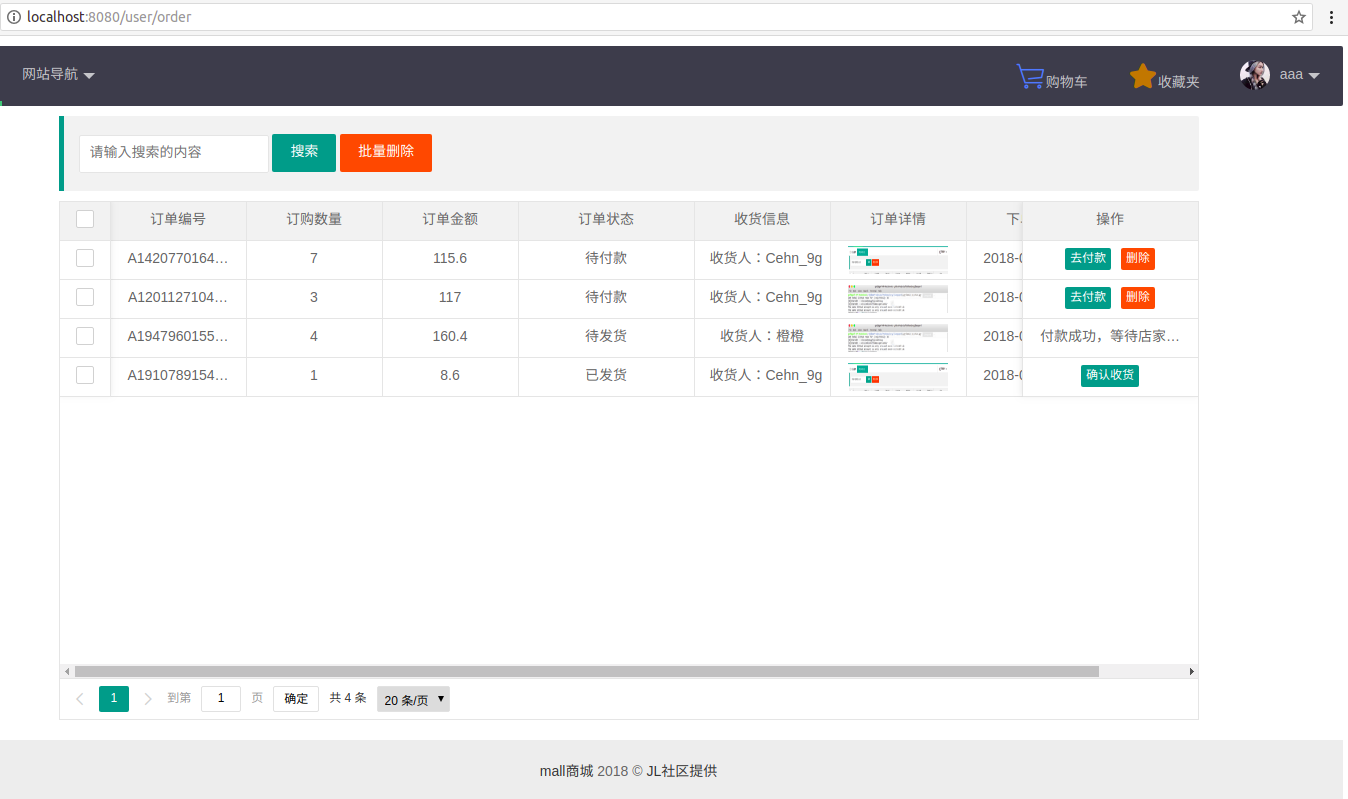 localhost:8080/user/order
网站导航 购物车 收藏夹 aaa
请输入搜索的内容 搜索 批量删除
订单编号 订购数量 订单金额 订单状态 收货信息 订单详情 下 操作
A1420770164… 7 115.6 待付款 收货人：Cehn_9g 2018-0 去付款 删除
A1201127104… 3 117 待付款 收货人：Cehn_9g 2018-0 去付款 删除
A1947960155… 4 160.4 待发货 收货人：橙橙 2018-0 付款成功，等待店家…
A1910789154… 1 8.6 已发货 收货人：Cehn_9g 2018-0 确认收货
1 到第 1 页 确定 共 4 条 20 条/页
mall商城 2018 © JL社区提供